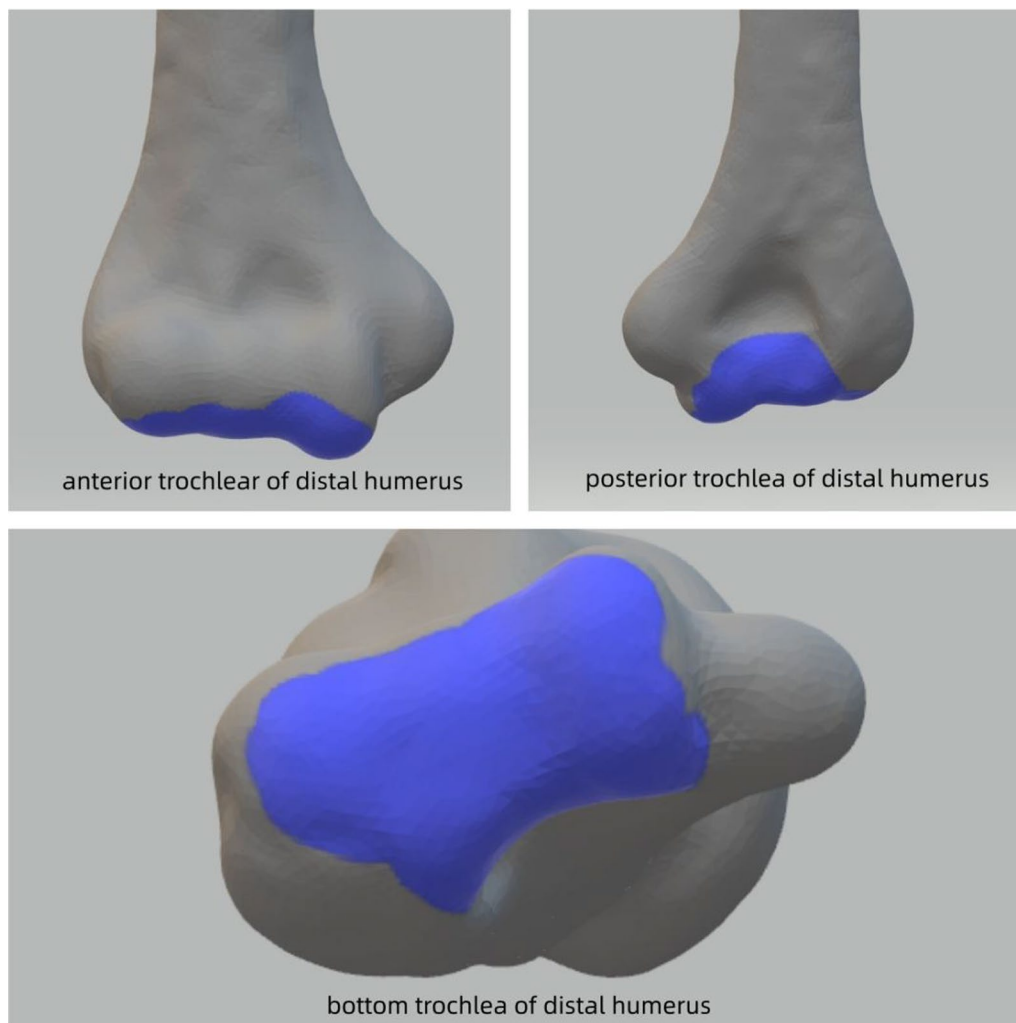 anterior trochlear of distal humerus
posterior trochlea of distal humerus
bottom trochlea of distal humerus